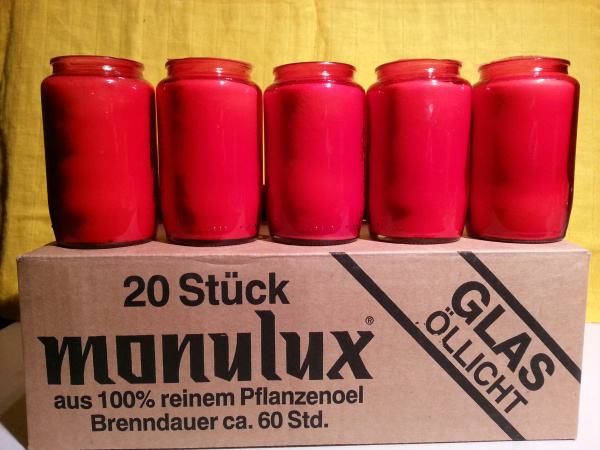 20 Stück
monulux®
aus 100% reinem Pflanzenoel
Brenndauer ca. 60 Std.
GLAS
ÖLLICHT